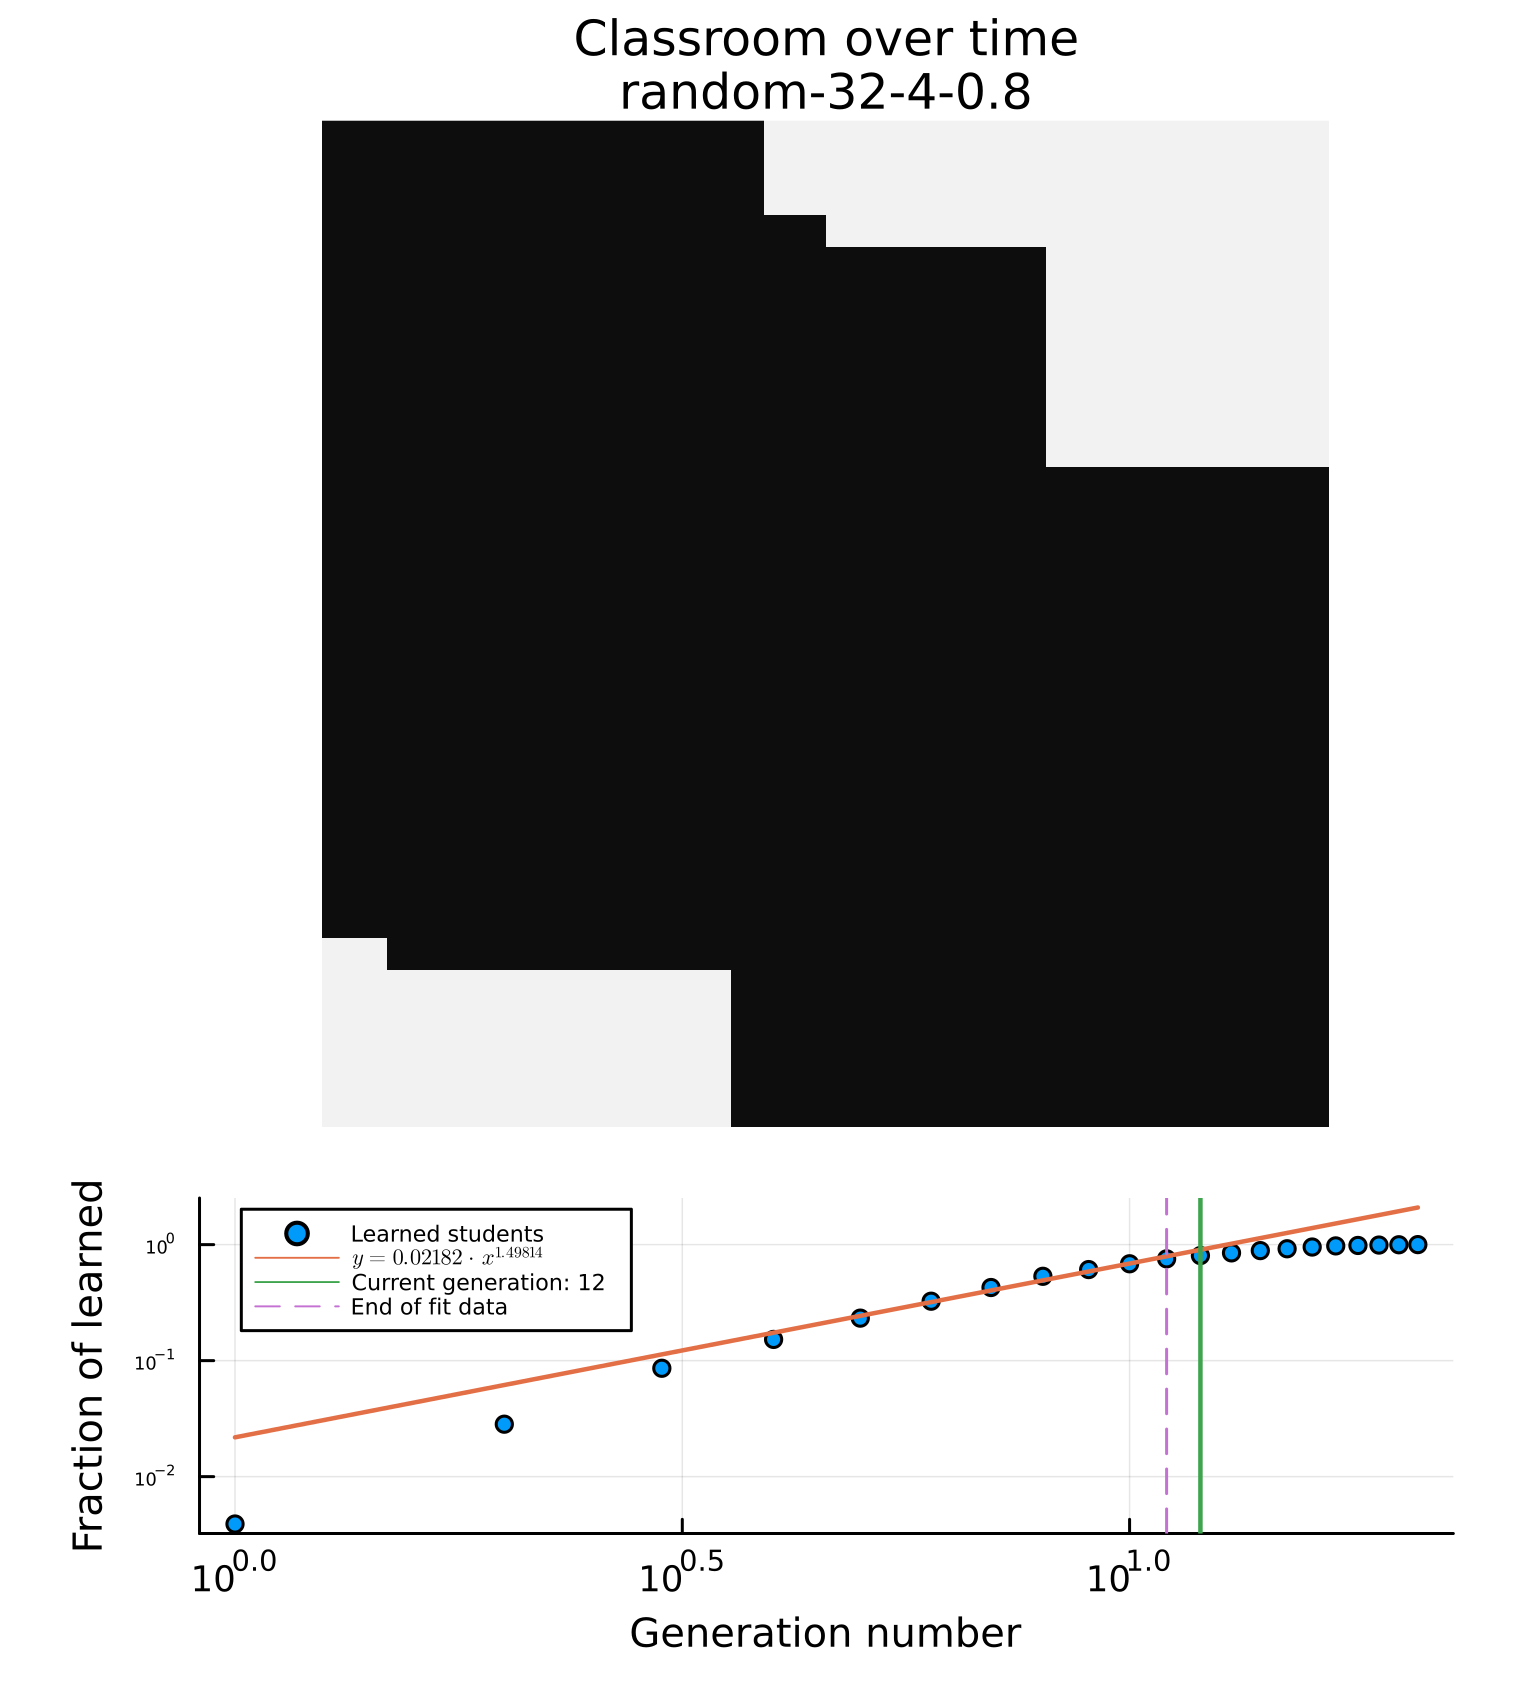 Classroom over time
random-32-4-0.8
Fraction of learned
10^0
10^-1
10^-2
Learned students
y = 0.02182 · x^1.49814
Current generation: 12
End of fit data
10^0.0
10^0.5
10^1.0
Generation number